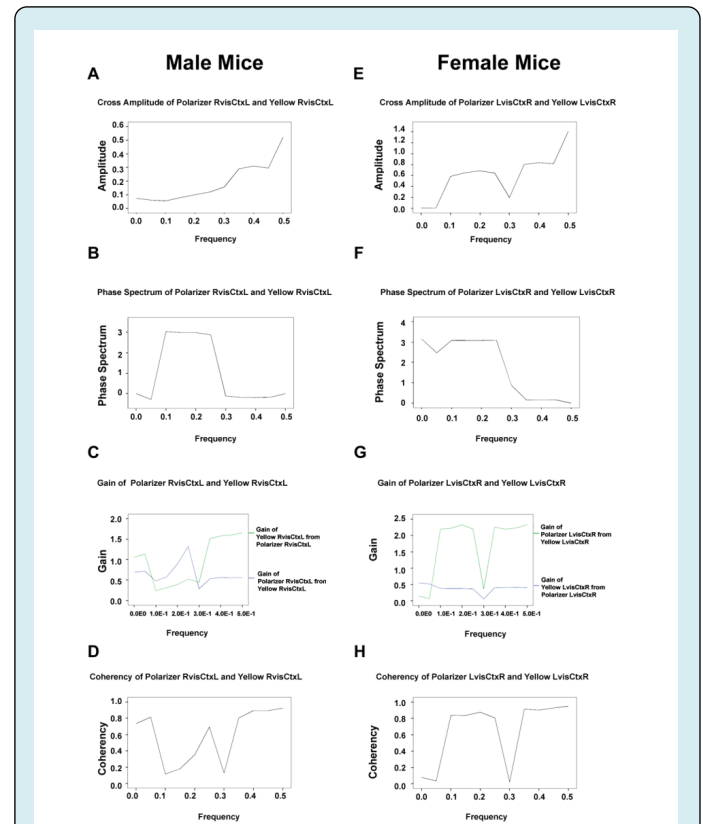 Male Mice
A
Cross Amplitude of Polarizer RvisCtxL and Yellow RvisCtxL
Amplitude
0.6
0.5
0.4
0.3
0.2
0.1
0.0
0.0 0.1 0.2 0.3 0.4 0.5
Frequency
B
Phase Spectrum of Polarizer RvisCtxL and Yellow RvisCtxL
Phase Spectrum
3
2
1
0
0.0 0.1 0.2 0.3 0.4 0.5
Frequency
C
Gain of Polarizer RvisCtxL and Yellow RvisCtxL
Gain
2.0
1.5
1.0
0.5
0.0
0.0E0 1.0E-1 2.0E-1 3.0E-1 4.0E-1 5.0E-1
Frequency
Gain of
Yellow RvisCtxL from
Polarizer RvisCtxL
Gain of
Polarizer RvisCtxL fron
Yellow RvisCtxL
D
Coherency of Polarizer RvisCtxL and Yellow RvisCtxL
Coherency
1.0
0.8
0.6
0.4
0.2
0.0
0.0 0.1 0.2 0.3 0.4 0.5
Frequency
Female Mice
E
Cross Amplitude of Polarizer LvisCtxR and Yellow LvisCtxR
Amplitude
1.4
1.2
1.0
0.8
0.6
0.4
0.2
0.0
0.0 0.1 0.2 0.3 0.4 0.5
Frequency
F
Phase Spectrum of Polarizer LvisCtxR and Yellow LvisCtxR
Phase Spectrum
4
3
2
1
0
0.0 0.1 0.2 0.3 0.4 0.5
Frequency
G
Gain of Polarizer LvisCtxR and Yellow LvisCtxR
Gain
2.5
2.0
1.5
1.0
0.5
0.0
0.0E0 1.0E-1 2.0E-1 3.0E-1 4.0E-1 5.0E-1
Frequency
Gain of
Polarizer LvisCtxR from
Yellow LvisCtxR
Gain of
Yellow LvisCtxR from
Polarizer LvisCtxR
H
Coherency of Polarizer LvisCtxR and Yellow LvisCtxR
Coherency
1.0
0.8
0.6
0.4
0.2
0.0
0.0 0.1 0.2 0.3 0.4 0.5
Frequency